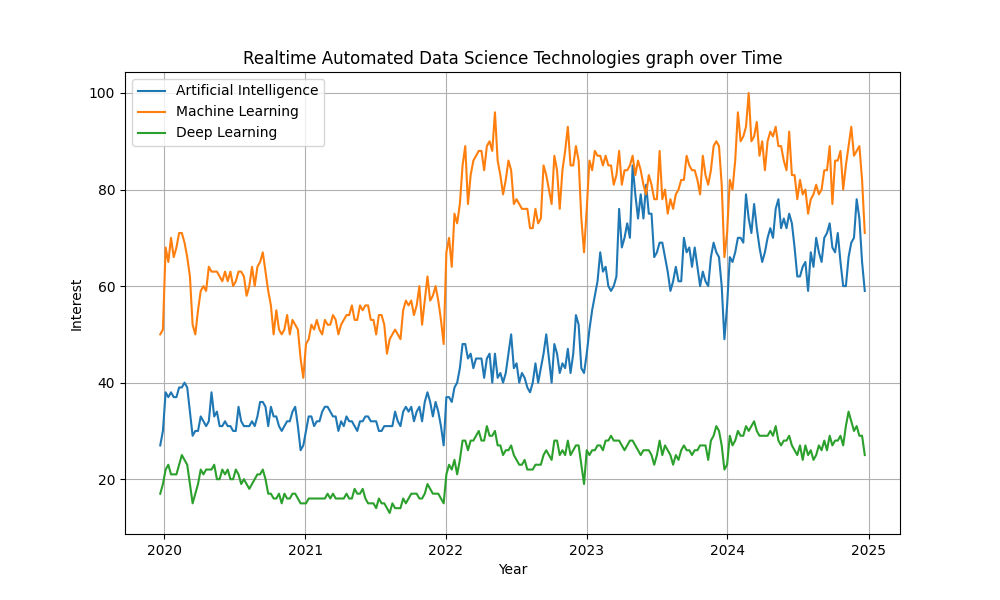 Realtime Automated Data Science Technologies graph over Time
Artificial Intelligence
Machine Learning
Deep Learning
100
80
60
40
20
Interest
2020 2021 2022 2023 2024 2025
Year